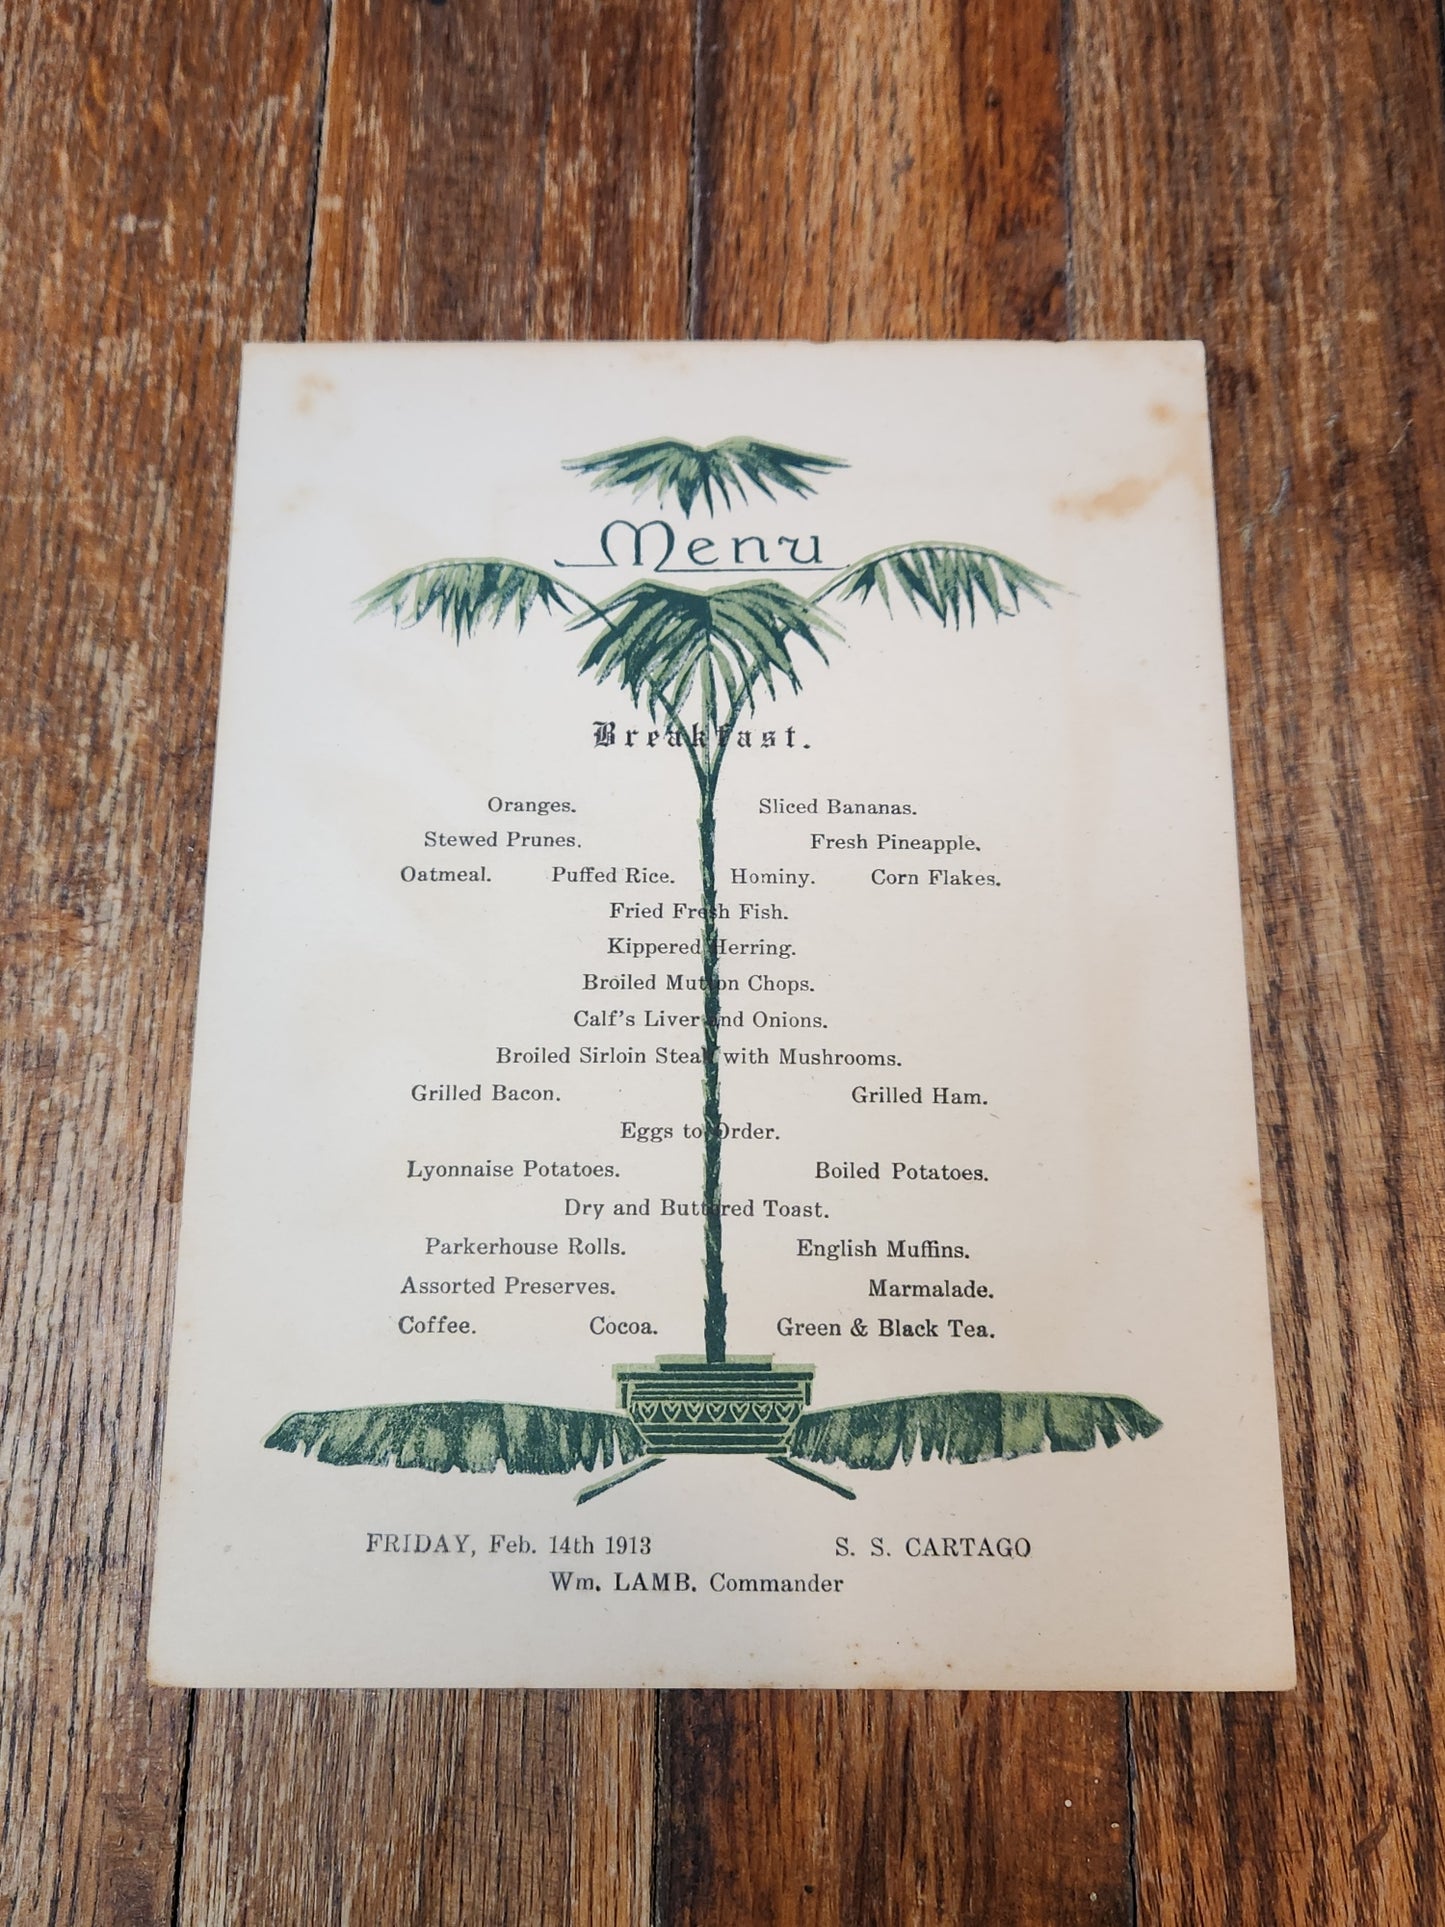 Menu
Breakfast.
Oranges. Sliced Bananas.
Stewed Prunes. Fresh Pineapple.
Oatmeal. Puffed Rice. Hominy. Corn Flakes.
Fried Fresh Fish.
Kippered Herring.
Broiled Mutton Chops.
Calf's Liver and Onions.
Broiled Sirloin Steak with Mushrooms.
Grilled Bacon. Grilled Ham.
Eggs to Order.
Lyonnaise Potatoes. Boiled Potatoes.
Dry and Buttered Toast.
Parkerhouse Rolls. English Muffins.
Assorted Preserves. Marmalade.
Coffee. Cocoa. Green & Black Tea.
FRIDAY, Feb. 14th 1913 S. S. CARTAGO
Wm. LAMB. Commander